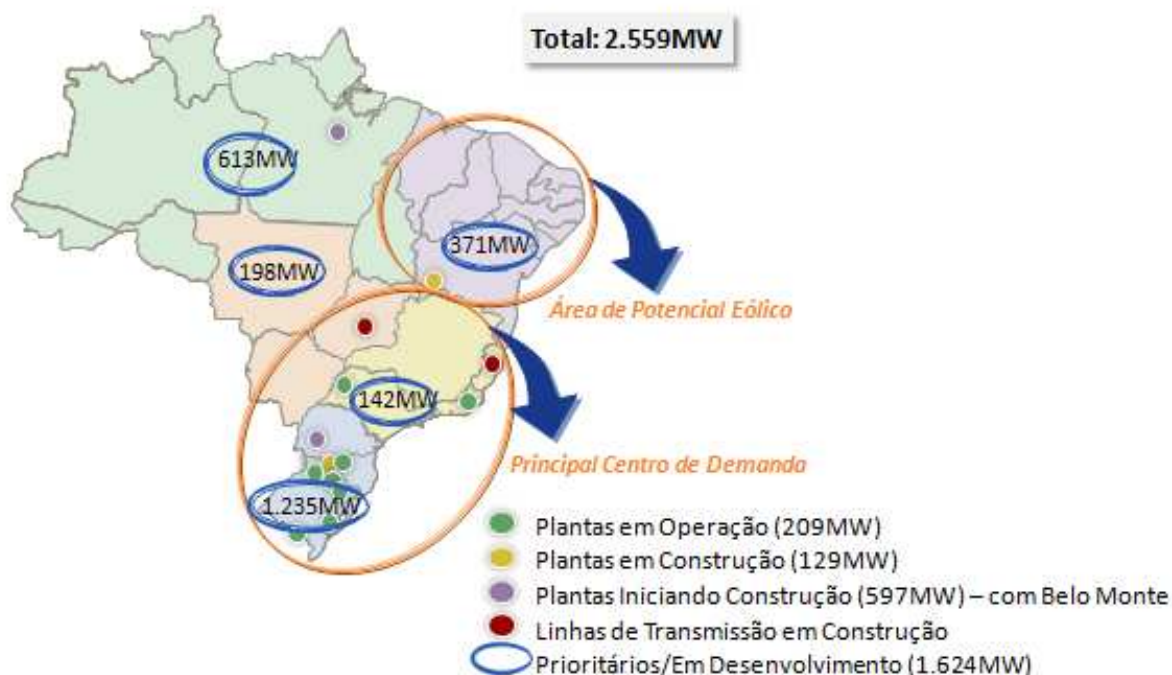 Total: 2.559MW
613MW
371MW
198MW
Área de Potencial Eólico
142MW
Principal Centro de Demanda
1.235MW
Plantas em Operação (209MW)
Plantas em Construção (129MW)
Plantas Iniciando Construção (597MW) – com Belo Monte
Linhas de Transmissão em Construção
Prioritários/Em Desenvolvimento (1.624MW)